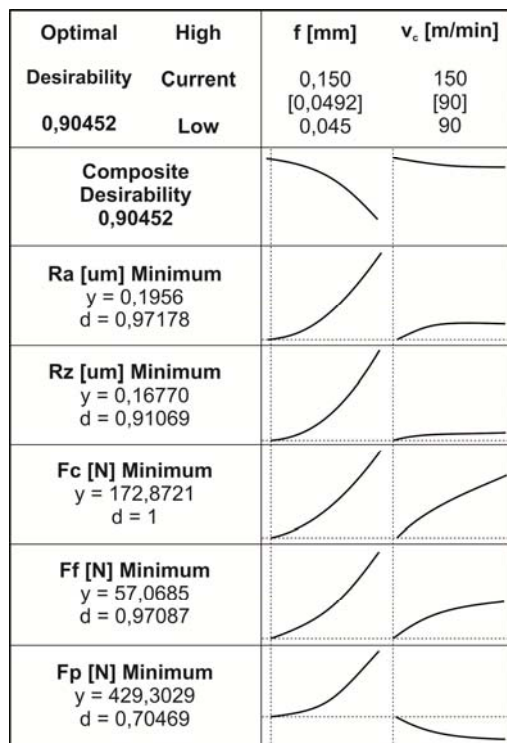 Optimal High f [mm] v_c [m/min]
Desirability Current 0,150 150
[0,0492] [90]
0,90452 Low 0,045 90
Composite
Desirability
0,90452
Ra [um] Minimum
y = 0,1956
d = 0,97178
Rz [um] Minimum
y = 0,16770
d = 0,91069
Fc [N] Minimum
y = 172,8721
d = 1
Ff [N] Minimum
y = 57,0685
d = 0,97087
Fp [N] Minimum
y = 429,3029
d = 0,70469